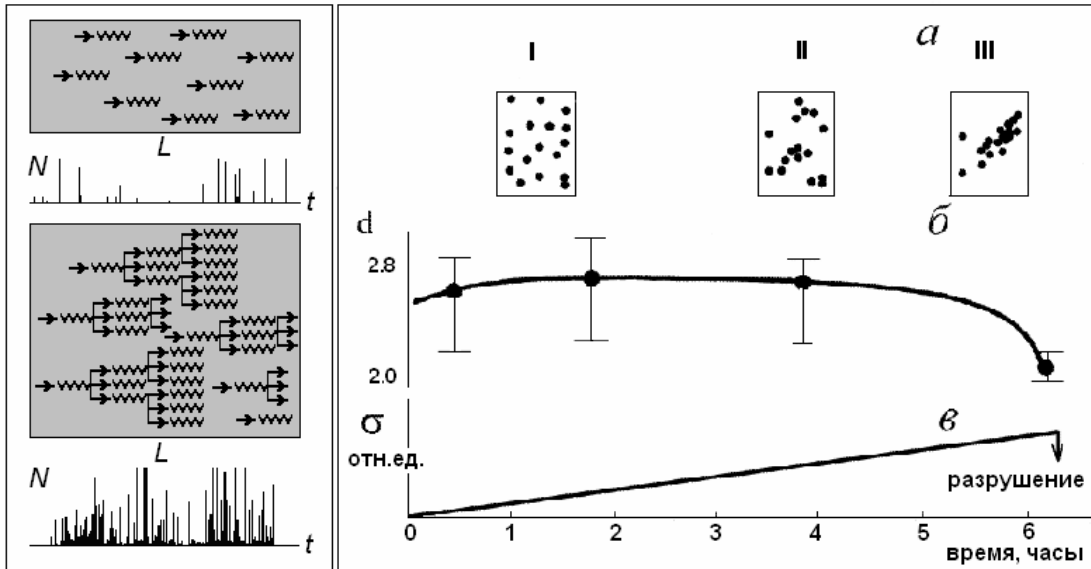 L
N
t
L
N
t
а
I
II
III
d
б
2.8
2.0
σ
в
отн.ед.
разрушение
0 1 2 3 4 5 6
время, часы